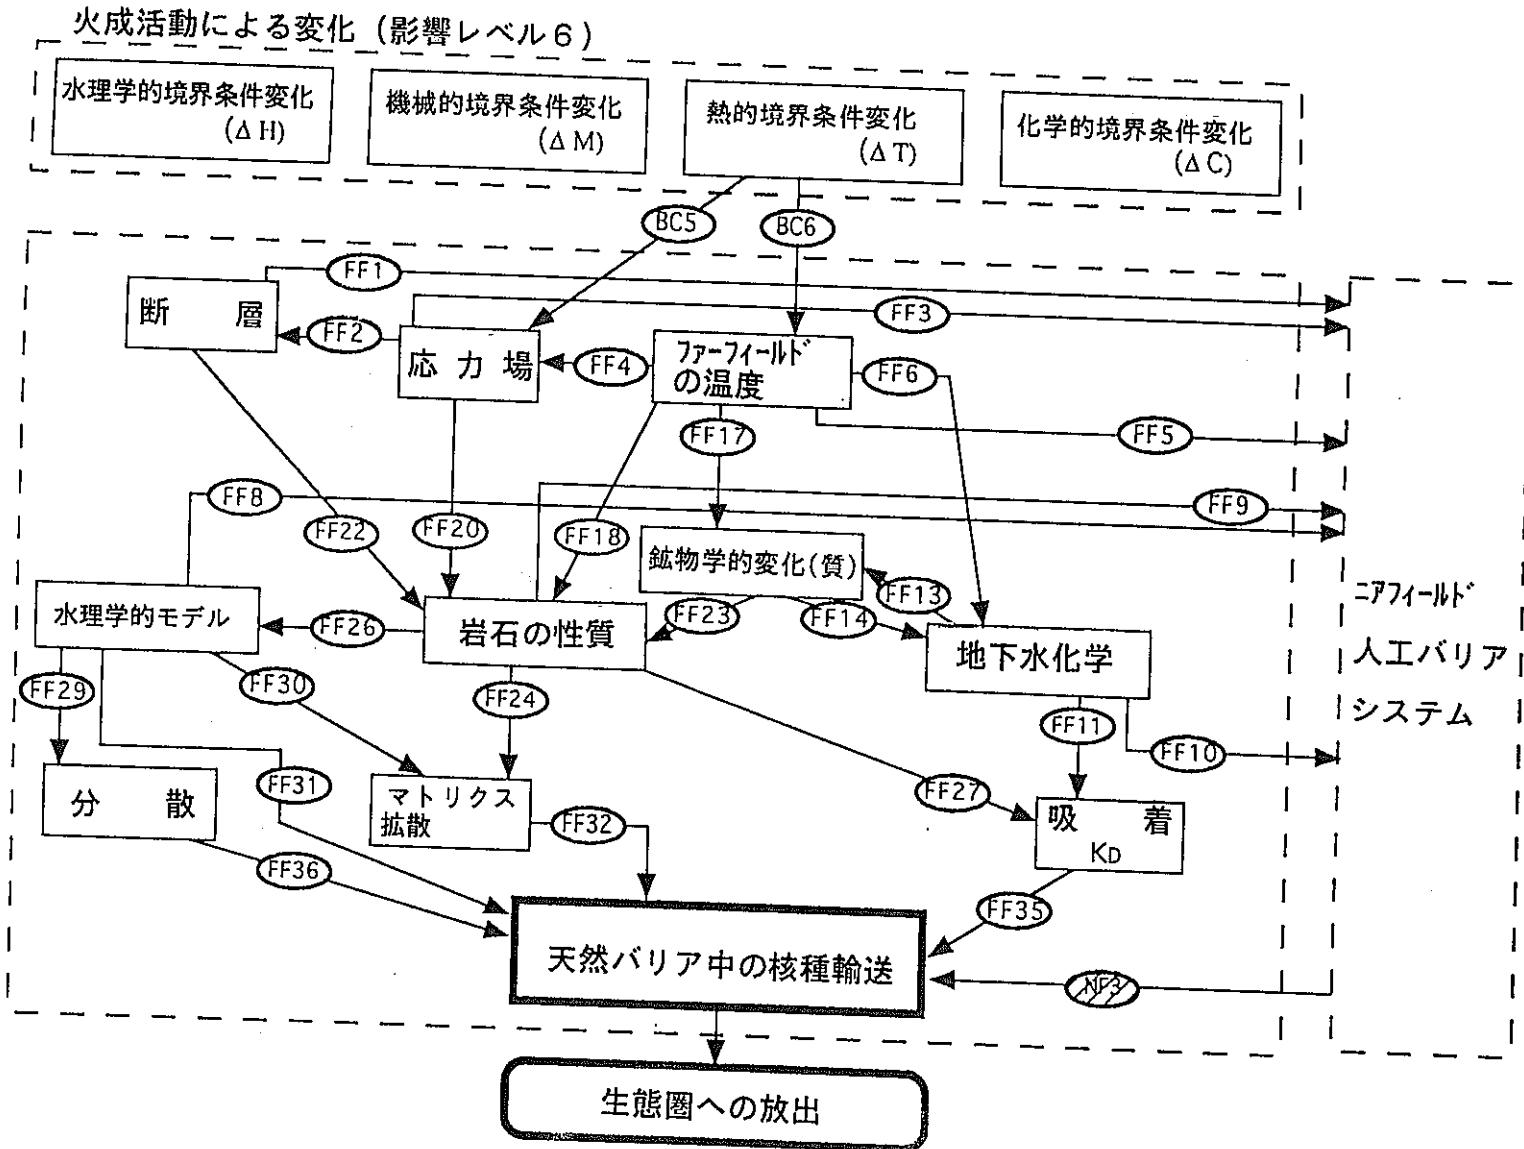 火成活動による変化（影響レベル６）
水理学的境界条件変化
(Δ H)
機械的境界条件変化
(Δ M)
熱的境界条件変化
(Δ T)
化学的境界条件変化
(Δ C)
BC5
BC6
FF1
断　層
FF2
FF3
応 力 場
FF4
ファーフィールド
の温度
FF6
FF17
FF5
FF8
FF9
FF22
FF20
FF18
鉱物学的変化(質)
FF13
水理学的モデル
FF26
岩石の性質
FF23
FF14
地下水化学
ニアフィールド
人工バリア
システム
FF29
FF30
FF24
FF11
FF10
分　散
FF31
マトリクス
拡散
FF32
FF27
吸　着
KD
FF36
FF35
天然バリア中の核種輸送
NF3
生態圏への放出